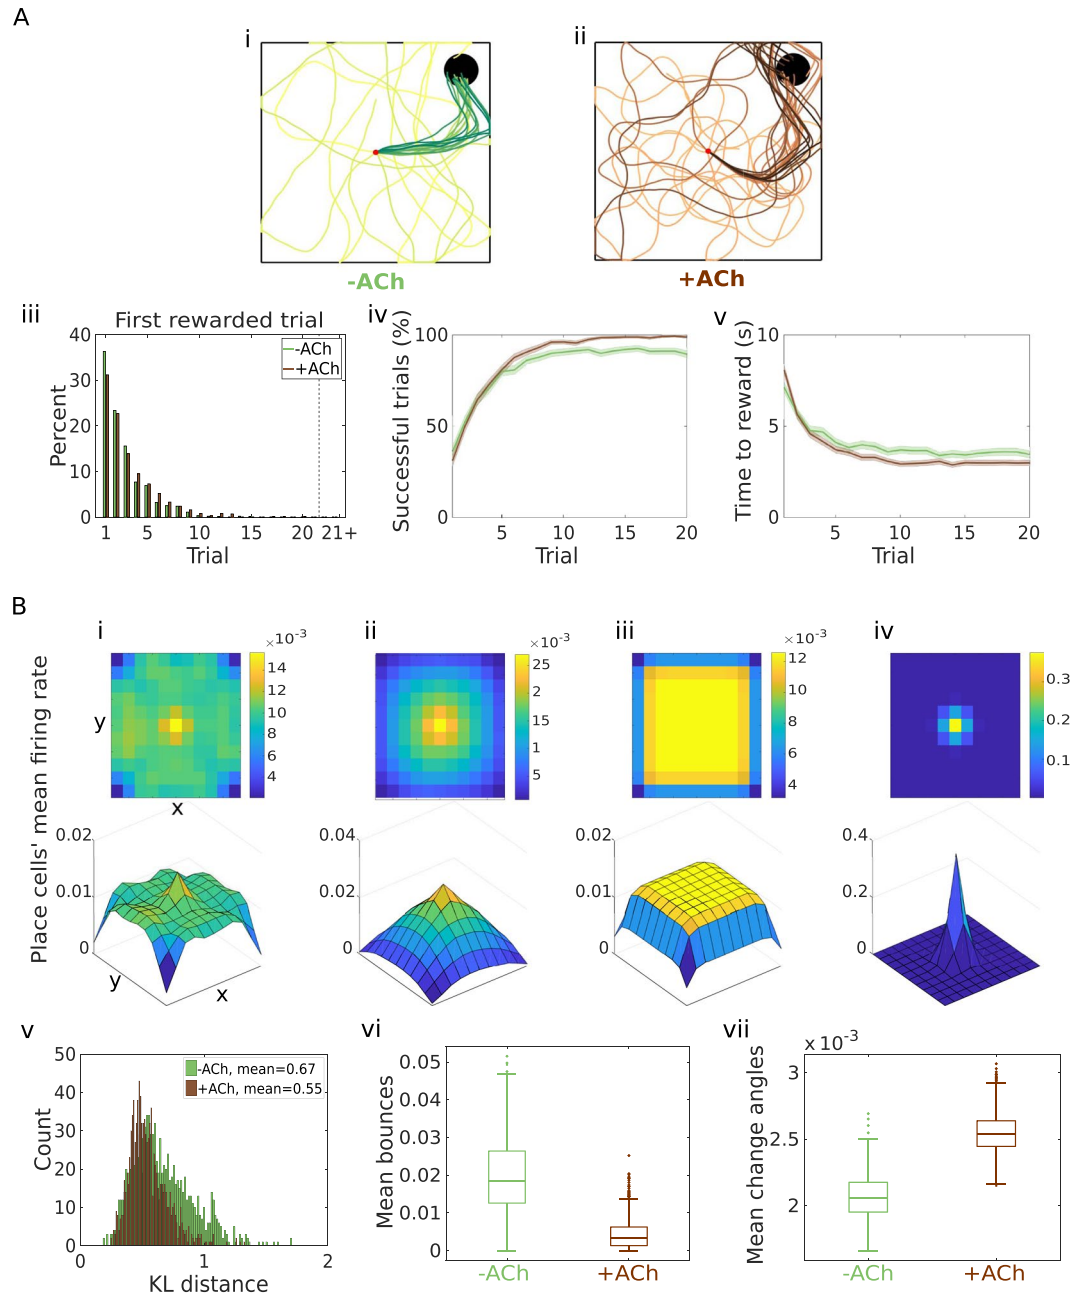 A
i
ii
-ACh
+ACh
iii
iv
v
First rewarded trial
40
30
20
10
0
Percent
-ACh
+ACh
1
5
10
15
20
21+
Trial
100
50
0
Successful trials (%)
5
10
15
20
Trial
10
5
0
Time to reward (s)
5
10
15
20
Trial
B
i
ii
iii
iv
Place cells' mean firing rate
y
x
×10⁻³
14
12
10
8
6
4
×10⁻³
25
2
15
1
5
×10⁻³
12
10
8
6
4
0.3
0.2
0.1
0.02
0.01
0
y
x
0.04
0.02
0
0.02
0.01
0
0.4
0.2
0
v
vi
vii
50
40
30
20
10
0
Count
-ACh, mean=0.67
+ACh, mean=0.55
0
1
2
KL distance
0.05
0.04
0.03
0.02
0.01
0
Mean bounces
-ACh
+ACh
x 10⁻³
3
2.5
2
Mean change angles
-ACh
+ACh